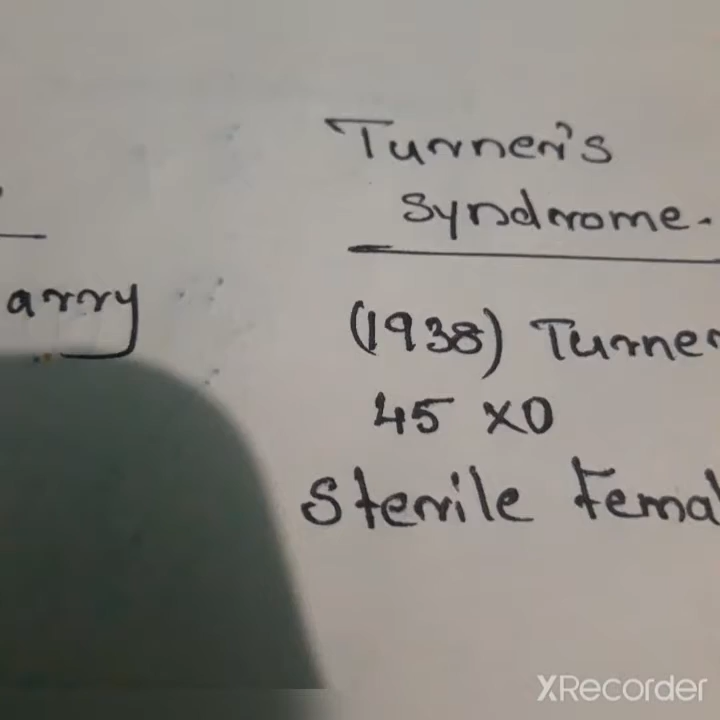 Turner's
Syndrome.
arry
(1938) Turner
45 XO
Sterile Femal
XRecorder